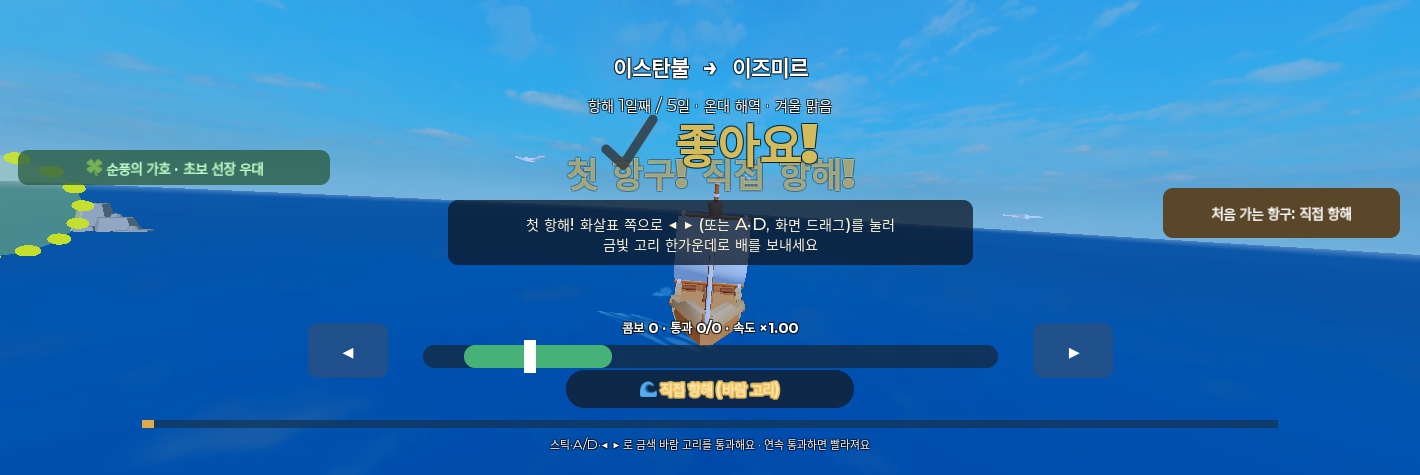 이스탄불 → 이즈미르
항해 1일째 / 5일 · 온대 해역 · 겨울 맑음
✓ 좋아요!
첫 항구! 직접 항해!
🍀 순풍의 가호 · 초보 선장 우대
처음 가는 항구: 직접 항해
첫 항해! 화살표 쪽으로 ◂ ▸ (또는 A·D, 화면 드래그)를 눌러
금빛 고리 한가운데로 배를 보내세요
콤보 0 · 통과 0/0 · 속도 ×1.00
◀ ▶
🌊 직접 항해 (바람 고리)
스틱·A/D·◂ ▸ 로 금색 바람 고리를 통과해요 · 연속 통과하면 빨라져요